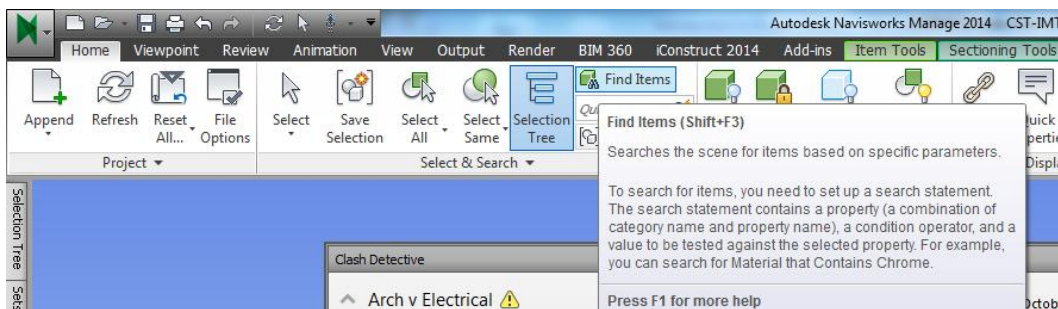 Autodesk Navisworks Manage 2014 CST-IMT
Home Viewpoint Review Animation View Output Render BIM 360 iConstruct 2014 Add-ins Item Tools Sectioning Tools
Append
Refresh
Reset
All...
File
Options
Select
Save
Selection
Select
All
Select
Same
Selection
Tree
Find Items
Project
Select & Search
Find Items (Shift+F3)
Searches the scene for items based on specific parameters.
To search for items, you need to set up a search statement.
The search statement contains a property (a combination of
category name and property name), a condition operator, and a
value to be tested against the selected property. For example,
you can search for Material that Contains Chrome.
Press F1 for more help
Selection Tree
Sets
Clash Detective
Arch v Electrical